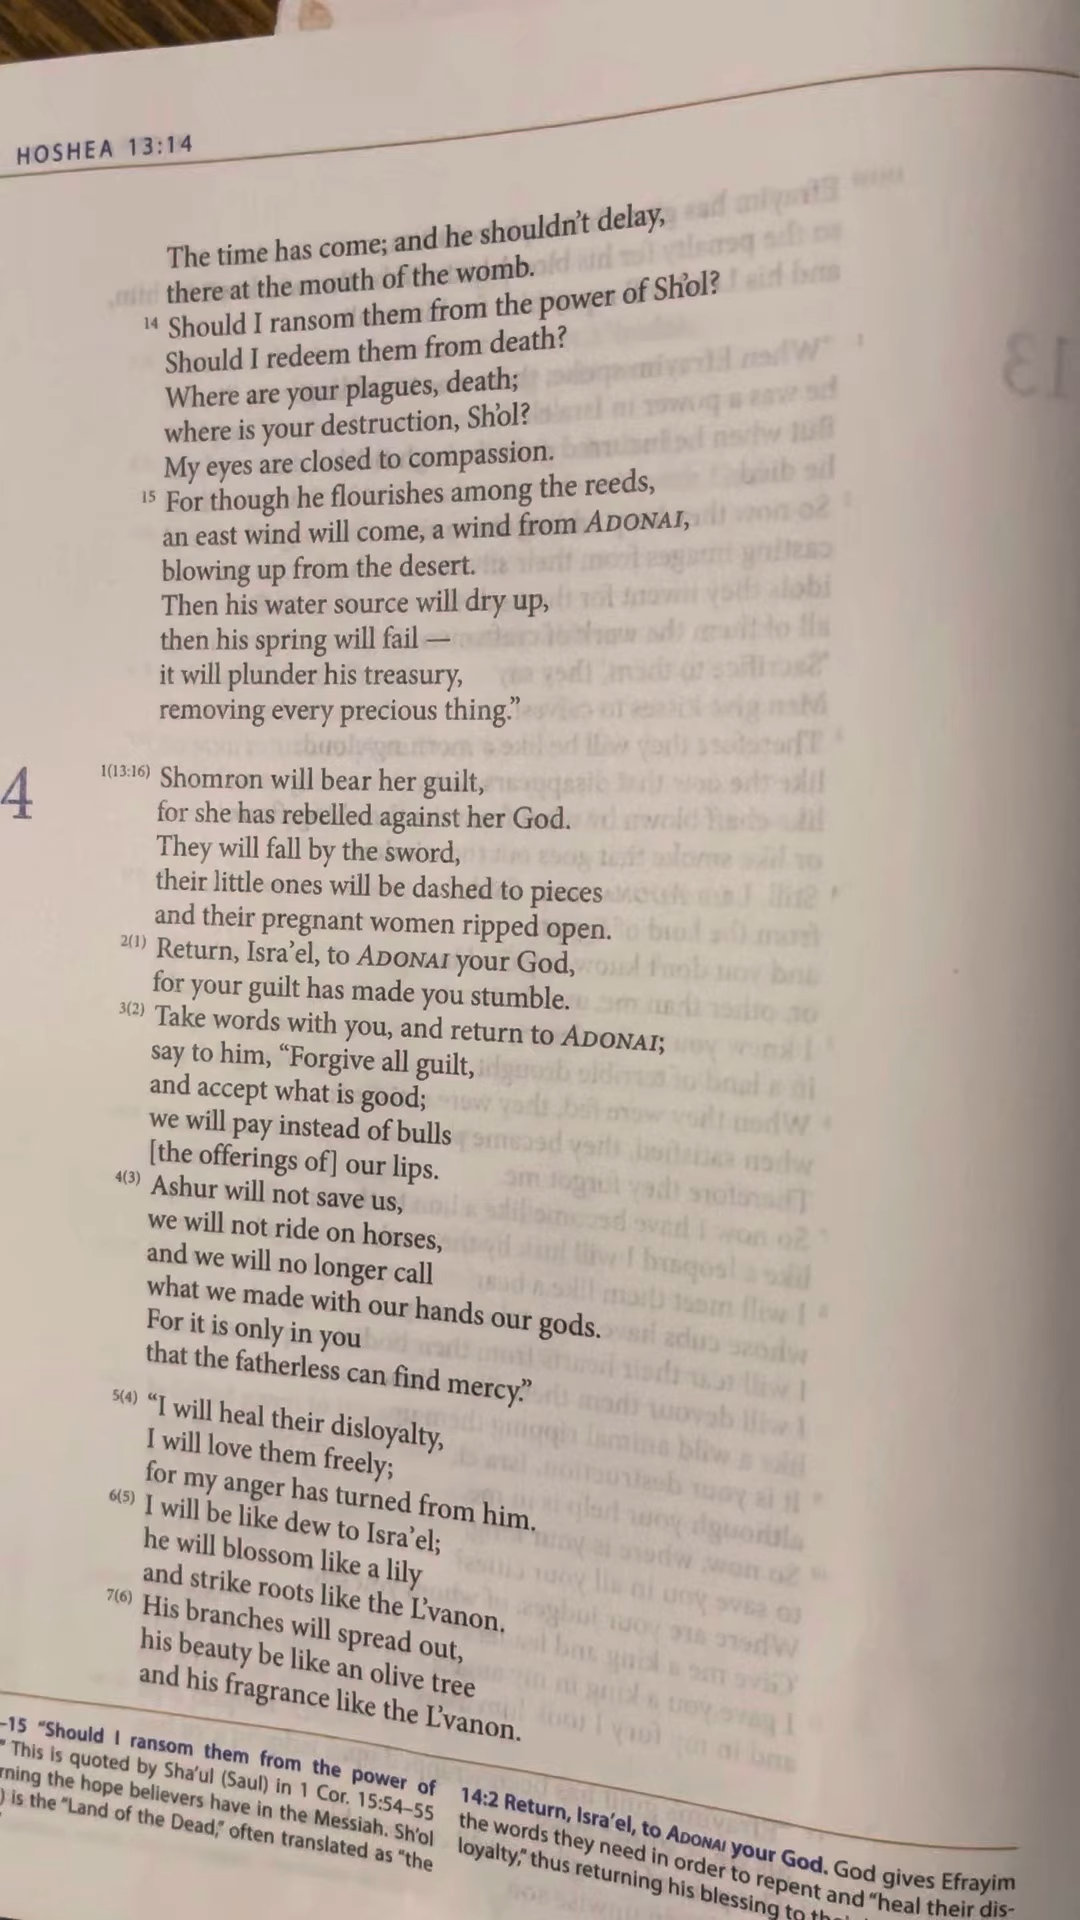 HOSHEA 13:14
The time has come; and he shouldn't delay,
there at the mouth of the womb.
14 Should I ransom them from the power of Sh'ol?
Should I redeem them from death?
Where are your plagues, death;
where is your destruction, Sh'ol?
My eyes are closed to compassion.
15 For though he flourishes among the reeds,
an east wind will come, a wind from ADONAI,
blowing up from the desert.
Then his water source will dry up,
then his spring will fail —
it will plunder his treasury,
removing every precious thing.”
4 1(13:16) Shomron will bear her guilt,
for she has rebelled against her God.
They will fall by the sword,
their little ones will be dashed to pieces
and their pregnant women ripped open.
2(1) Return, Isra'el, to ADONAI your God,
for your guilt has made you stumble.
3(2) Take words with you, and return to ADONAI;
say to him, “Forgive all guilt,
and accept what is good;
we will pay instead of bulls
[the offerings of] our lips.
4(3) Ashur will not save us,
we will not ride on horses,
and we will no longer call
what we made with our hands our gods.
For it is only in you
that the fatherless can find mercy.”
5(4) “I will heal their disloyalty,
I will love them freely;
for my anger has turned from him.
6(5) I will be like dew to Isra'el;
he will blossom like a lily
and strike roots like the L'vanon.
7(6) His branches will spread out,
his beauty be like an olive tree
and his fragrance like the L'vanon.
–15 “Should I ransom them from the power of
” This is quoted by Sha'ul (Saul) in 1 Cor. 15:54–55
rning the hope believers have in the Messiah. Sh'ol
) is the “Land of the Dead,” often translated as “the
14:2 Return, Isra'el, to ADONAI your God. God gives Efrayim
the words they need in order to repent and “heal their dis-
loyalty,” thus returning his blessing to